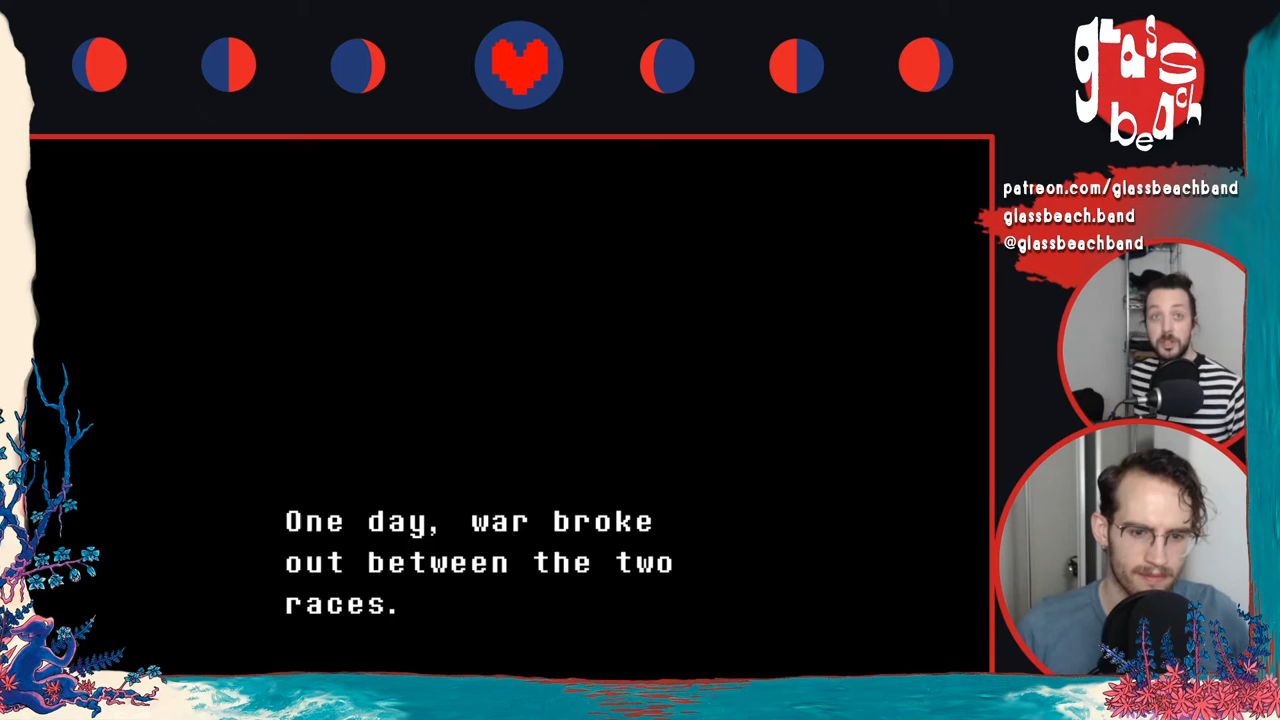 glass
beach
patreon.com/glassbeachband
glassbeach.band
@glassbeachband
One day, war broke
out between the two
races.